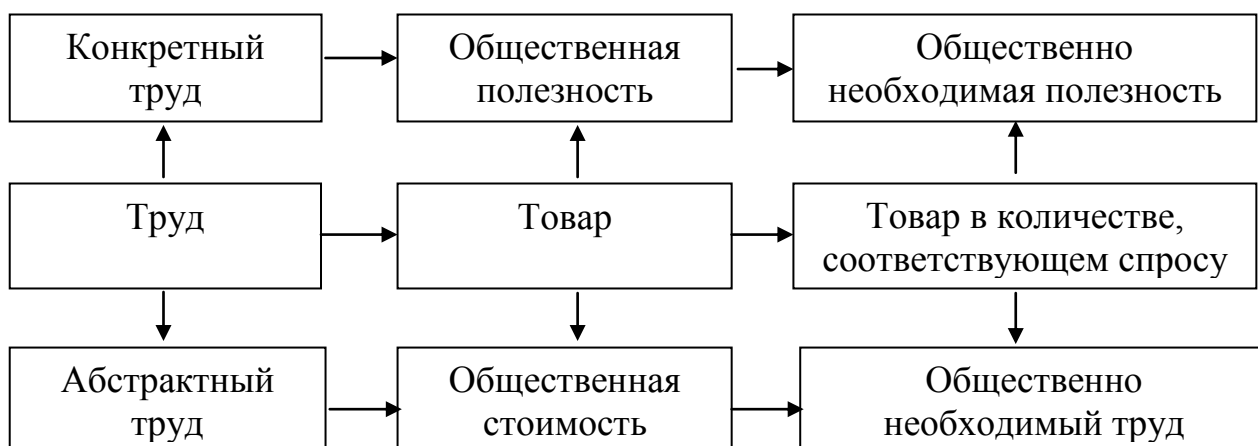 Конкретный
труд
Общественная
полезность
Общественно
необходимая полезность
Труд
Товар
Товар в количестве,
соответствующем спросу
Абстрактный
труд
Общественная
стоимость
Общественно
необходимый труд